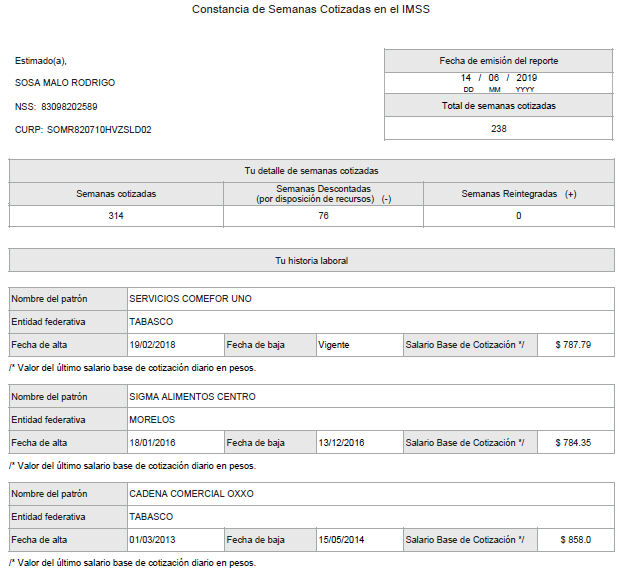 Constancia de Semanas Cotizadas en el IMSS
Estimado(a),
SOSA MALO RODRIGO
NSS: 83098202589
CURP: SOMR820710HVZSLD02
Fecha de emisión del reporte
14 / 06 / 2019
DD MM YYYY
Total de semanas cotizadas
238
Tu detalle de semanas cotizadas
Semanas cotizadas
Semanas Descontadas
(por disposición de recursos) (-)
Semanas Reintegradas (+)
314 76 0
Tu historia laboral
Nombre del patrón SERVICIOS COMEFOR UNO
Entidad federativa TABASCO
Fecha de alta 19/02/2018 Fecha de baja Vigente Salario Base de Cotización */ $ 787.79
/* Valor del último salario base de cotización diario en pesos.
Nombre del patrón SIGMA ALIMENTOS CENTRO
Entidad federativa MORELOS
Fecha de alta 18/01/2016 Fecha de baja 13/12/2016 Salario Base de Cotización */ $ 784.35
/* Valor del último salario base de cotización diario en pesos.
Nombre del patrón CADENA COMERCIAL OXXO
Entidad federativa TABASCO
Fecha de alta 01/03/2013 Fecha de baja 15/05/2014 Salario Base de Cotización */ $ 858.0
/* Valor del último salario base de cotización diario en pesos.